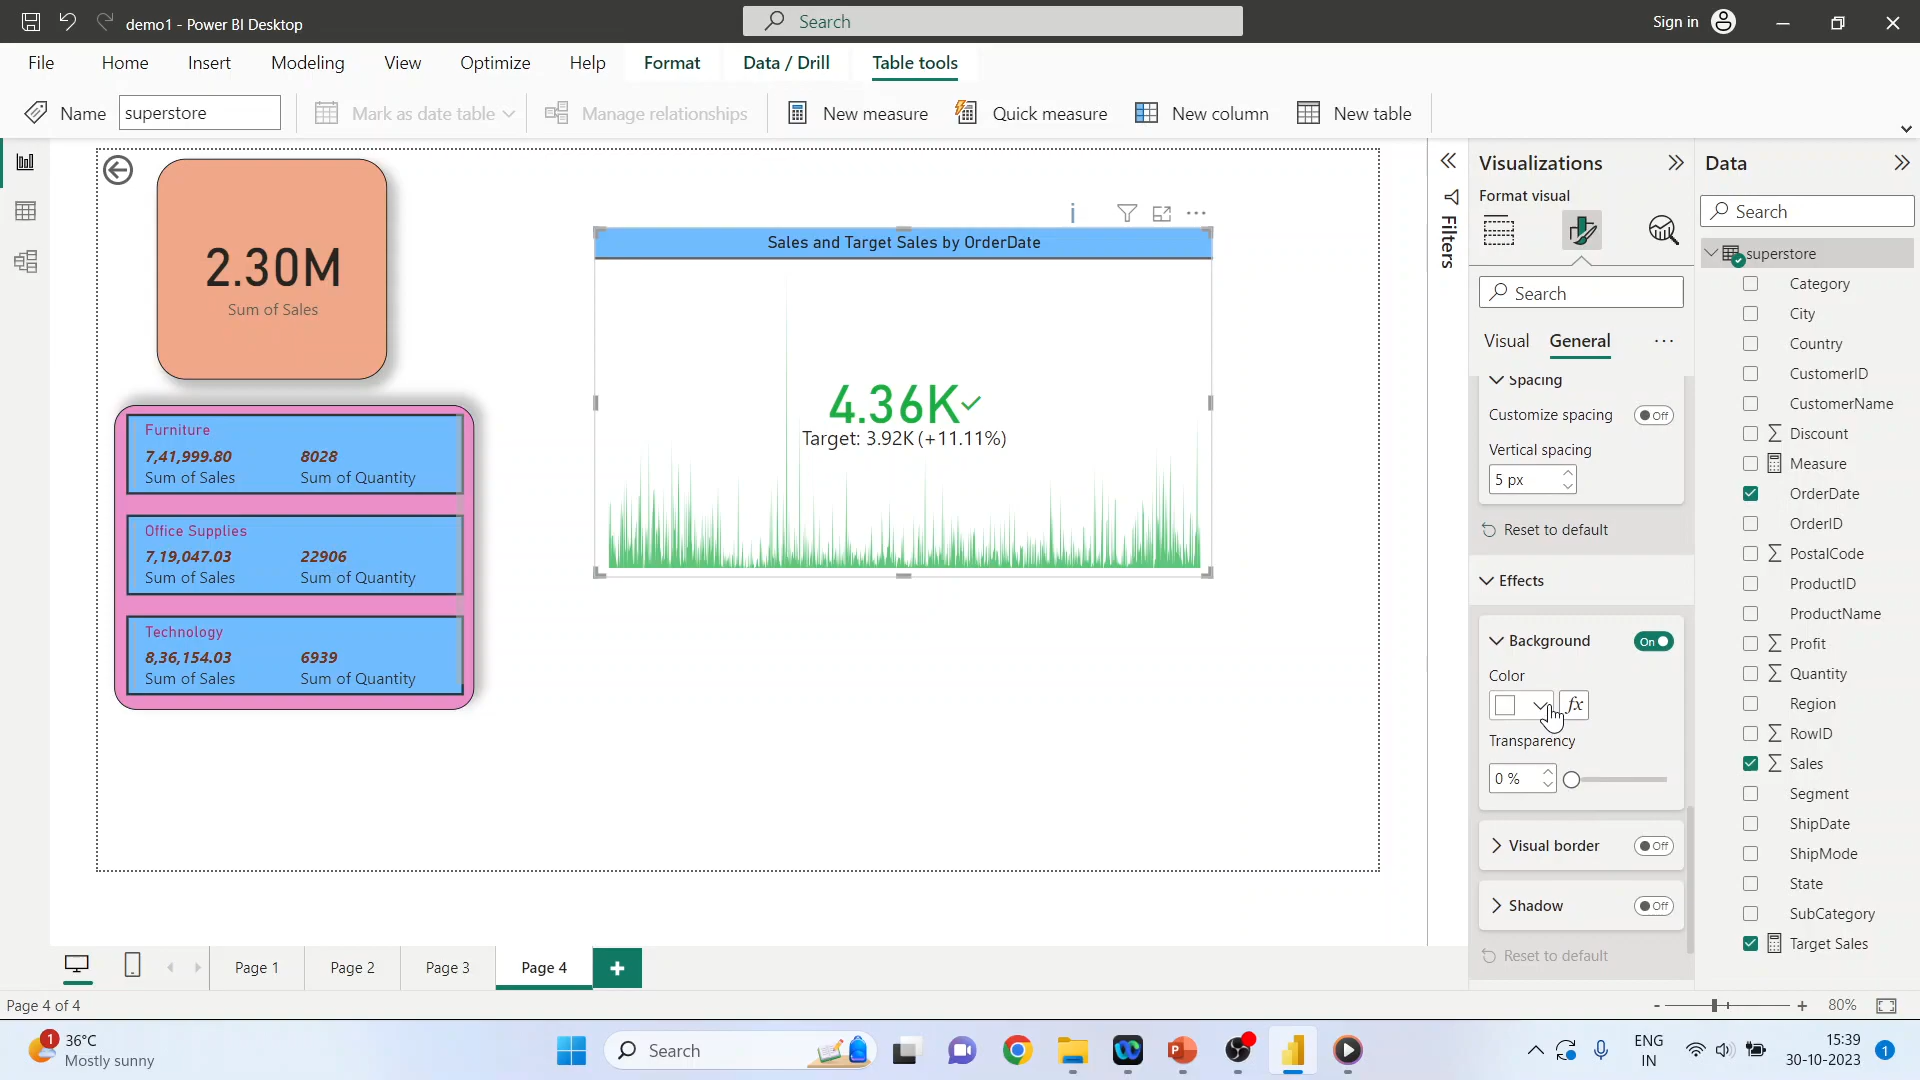 demo1 - Power BI Desktop
Search
Sign in
File Home Insert Modeling View Optimize Help Format Data / Drill Table tools
Name superstore Mark as date table Manage relationships New measure Quick measure New column New table
2.30M
Sum of Sales
Furniture
7,41,999.80 8028
Sum of Sales Sum of Quantity
Office Supplies
7,19,047.03 22906
Sum of Sales Sum of Quantity
Technology
8,36,154.03 6939
Sum of Sales Sum of Quantity
Sales and Target Sales by OrderDate
4.36K
Target: 3.92K (+11.11%)
Filters
Visualizations
Format visual
Search
Visual General
Spacing
Customize spacing Off
Vertical spacing
5 px
Reset to default
Effects
Background On
Color
fx
Transparency
0 %
Visual border Off
Shadow Off
Reset to default
Data
Search
superstore
Category
City
Country
CustomerID
CustomerName
Discount
Measure
OrderDate
OrderID
PostalCode
ProductID
ProductName
Profit
Quantity
Region
RowID
Sales
Segment
ShipDate
ShipMode
State
SubCategory
Target Sales
Page 1 Page 2 Page 3 Page 4
Page 4 of 4
80%
1
36°C
Mostly sunny
Search
ENG
IN
15:39
30-10-2023
1